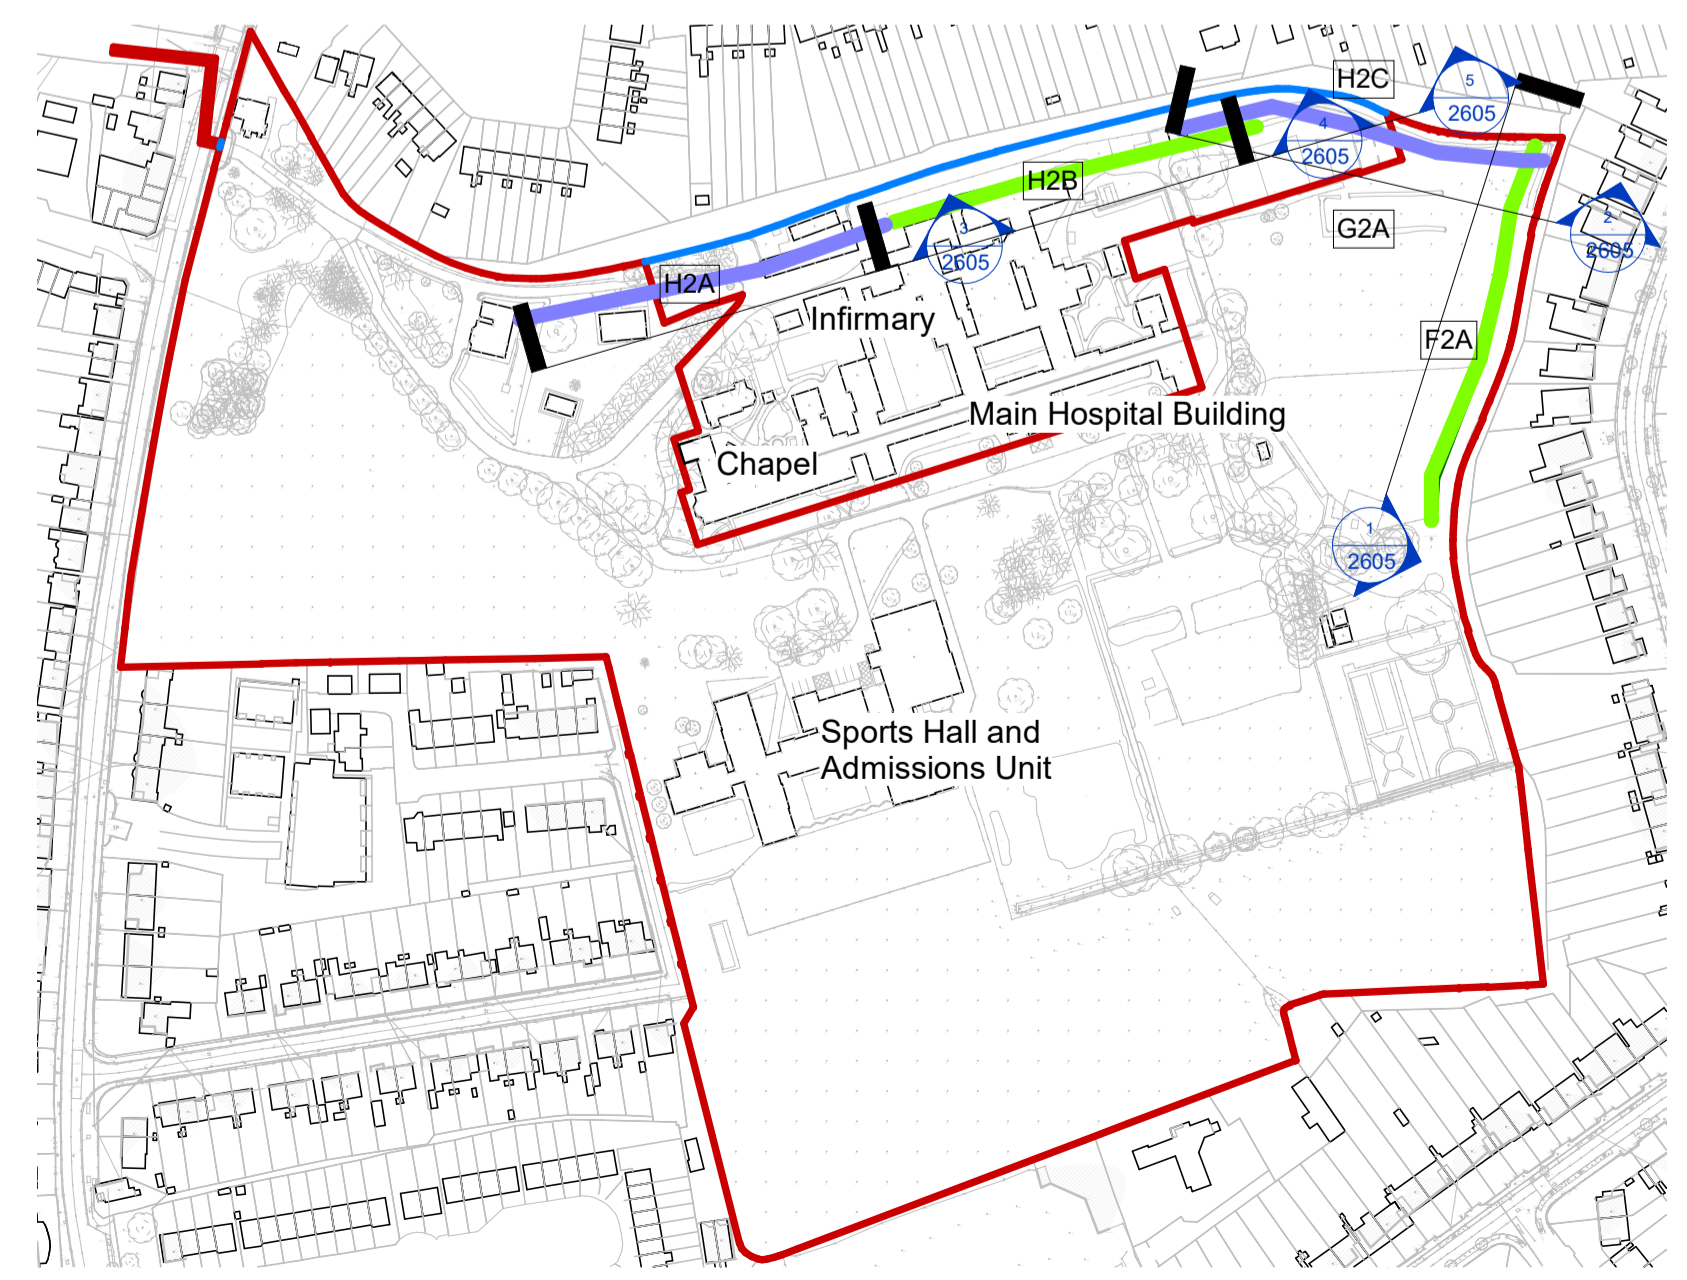 H2C
5
2605
4
2605
H2B
2
2605
G2A
3
2605
H2A
Infirmary
F2A
Main Hospital Building
Chapel
1
2605
Sports Hall and
Admissions Unit